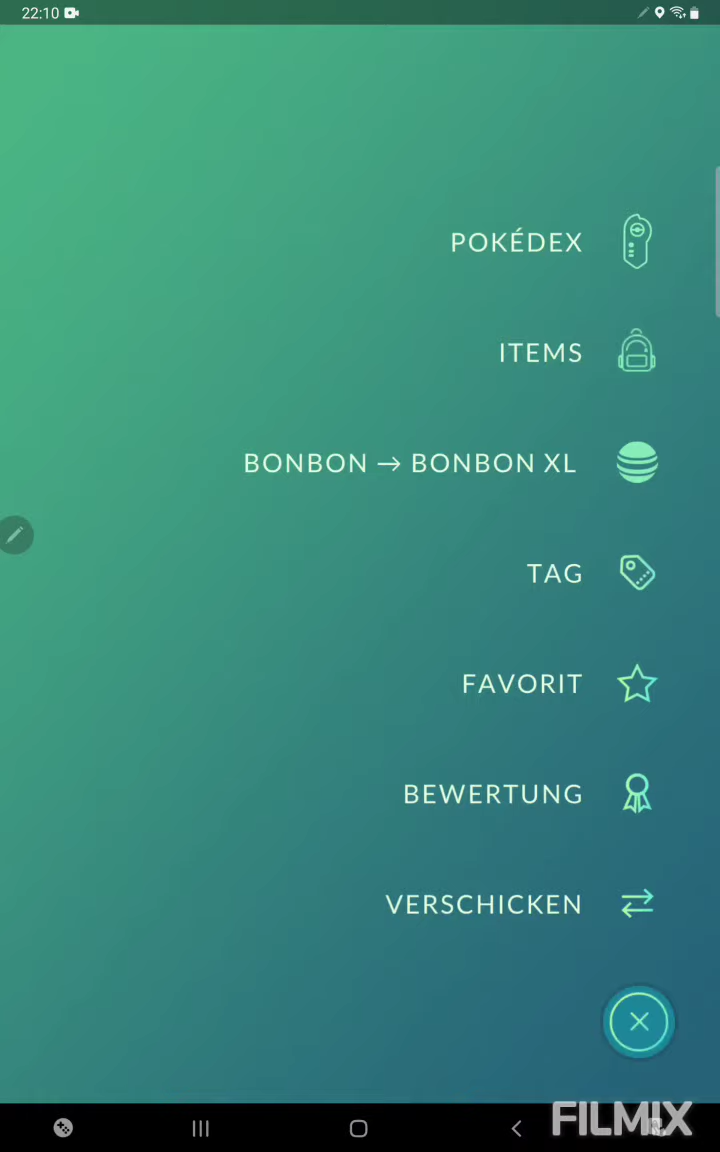 22:10
POKÉDEX
ITEMS
BONBON → BONBON XL
TAG
FAVORIT
BEWERTUNG
VERSCHICKEN
FILMIX